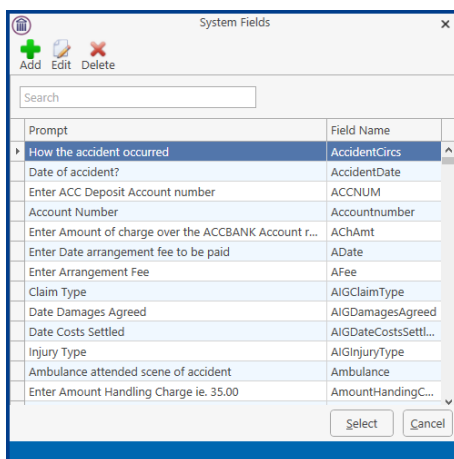 System Fields
Add Edit Delete
Search
Prompt Field Name
How the accident occurred AccidentCircs
Date of accident? AccidentDate
Enter ACC Deposit Account number ACCNUM
Account Number Accountnumber
Enter Amount of charge over the ACCBANK Account r... AChAmt
Enter Date arrangement fee to be paid ADate
Enter Arrangement Fee AFee
Claim Type AIGClaimType
Date Damages Agreed AIGDamagesAgreed
Date Costs Settled AIGDateCostsSettl...
Injury Type AIGInjuryType
Ambulance attended scene of accident Ambulance
Enter Amount Handling Charge ie. 35.00 AmountHandingC...
Select Cancel